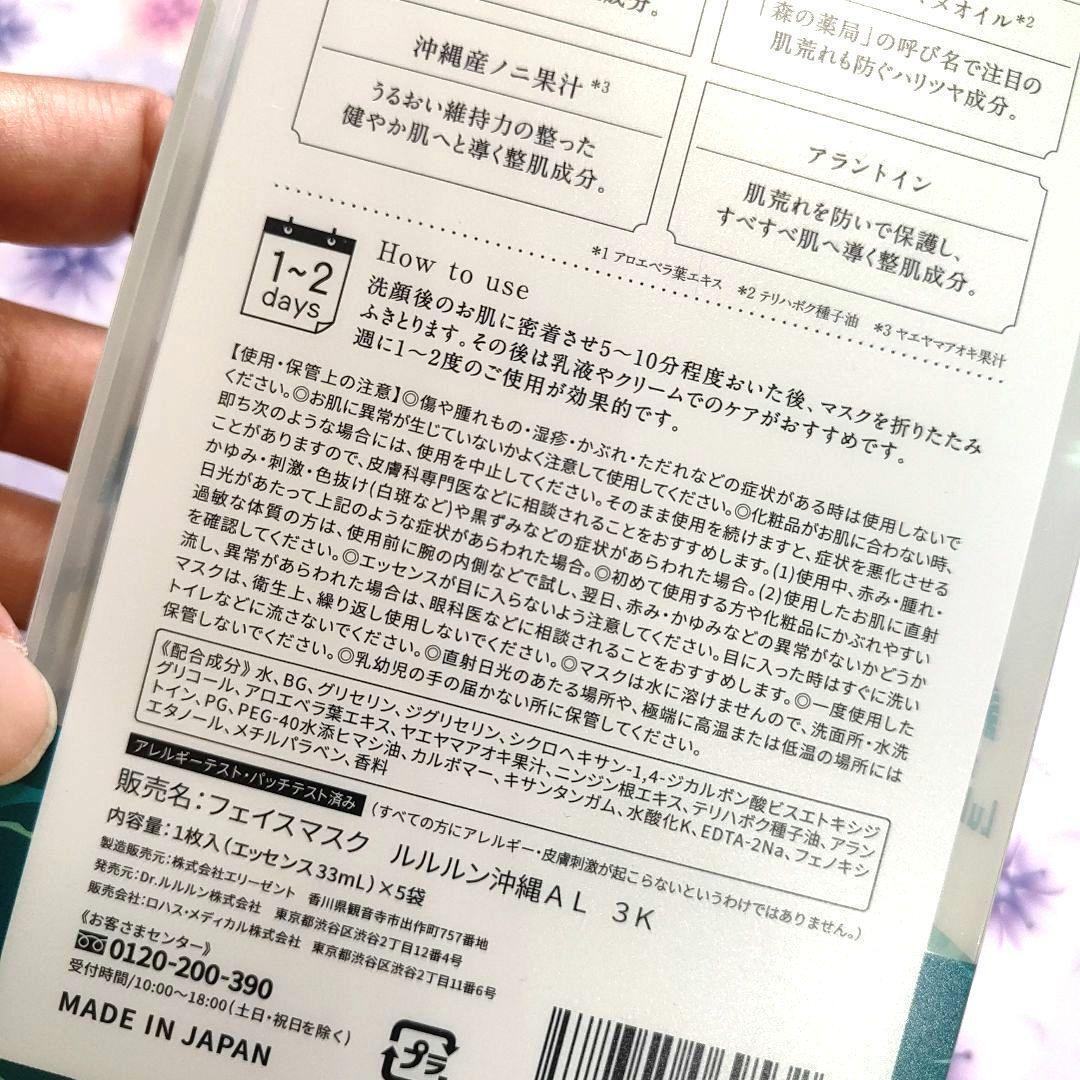 成分。
ヌオイル*2
「森の薬局」の呼び名で注目の
肌荒れも防ぐハリツヤ成分。
沖縄産ノニ果汁 *3
うるおい維持力の整った
健やか肌へと導く整肌成分。
アラントイン
肌荒れを防いで保護し、
すべすべ肌へ導く整肌成分。
*1 アロエベラ葉エキス *2 テリハボク種子油 *3 ヤエヤマアオキ果汁
1~2
days
How to use
洗顔後のお肌に密着させ5〜10分程度おいた後、マスクを折りたたみ
ふきとります。その後は乳液やクリームでのケアがおすすめです。
週に1〜2度のご使用が効果的です。
【使用・保管上の注意】◎傷や腫れもの・湿疹・かぶれ・ただれなどの症状がある時は使用しないで
ください。◎お肌に異常が生じていないかよく注意して使用してください。◎化粧品がお肌に合わない時、
即ち次のような場合には、使用を中止してください。そのまま使用を続けますと、症状を悪化させる
ことがありますので、皮膚科専門医などに相談されることをおすすめします。(1)使用中、赤み・腫れ・
かゆみ・刺激・色抜け(白斑など)や黒ずみなどの症状があらわれた場合。(2)使用したお肌に直射
日光があたって上記のような症状があらわれた場合。◎初めて使用する方や化粧品にかぶれやすい
過敏な体質の方は、使用前に腕の内側などで試し、翌日、赤み・かゆみなどの異常がないかどうか
を確認してください。◎エッセンスが目に入らないよう注意してください。目に入った時はすぐに洗い
流し、異常があらわれた場合は、眼科医などに相談されることをおすすめします。◎一度使用した
マスクは、衛生上、繰り返し使用しないでください。◎マスクは水に溶けませんので、洗面所・水洗
トイレなどに流さないでください。◎直射日光のあたる場所や、極端に高温または低温の場所には
保管しないでください。◎乳幼児の手の届かない所に保管してください。
《配合成分》水、BG、グリセリン、ジグリセリン、シクロヘキサン-1,4-ジカルボン酸ビスエトキシジ
グリコール、アロエベラ葉エキス、ヤエヤマアオキ果汁、ニンジン根エキス、テリハボク種子油、アラン
トイン、PG、PEG-40水添ヒマシ油、カルボマー、キサンタンガム、水酸化K、EDTA-2Na、フェノキシ
エタノール、メチルパラベン、香料
アレルギーテスト・パッチテスト済み (すべての方にアレルギー・皮膚刺激が起こらないというわけではありません。)
販売名:フェイスマスク ルルルン沖縄AL 3K
内容量:1枚入(エッセンス33mL)×5袋
製造販売元:株式会社エリーゼント 香川県観音寺市出作町757番地
発売元:Dr.ルルルン株式会社 東京都渋谷区渋谷2丁目12番4号
販売会社:ロハス・メディカル株式会社 東京都渋谷区渋谷2丁目11番6号
《お客さまセンター》
0120-200-390
受付時間/10:00〜18:00(土日・祝日を除く)
MADE IN JAPAN
プラ